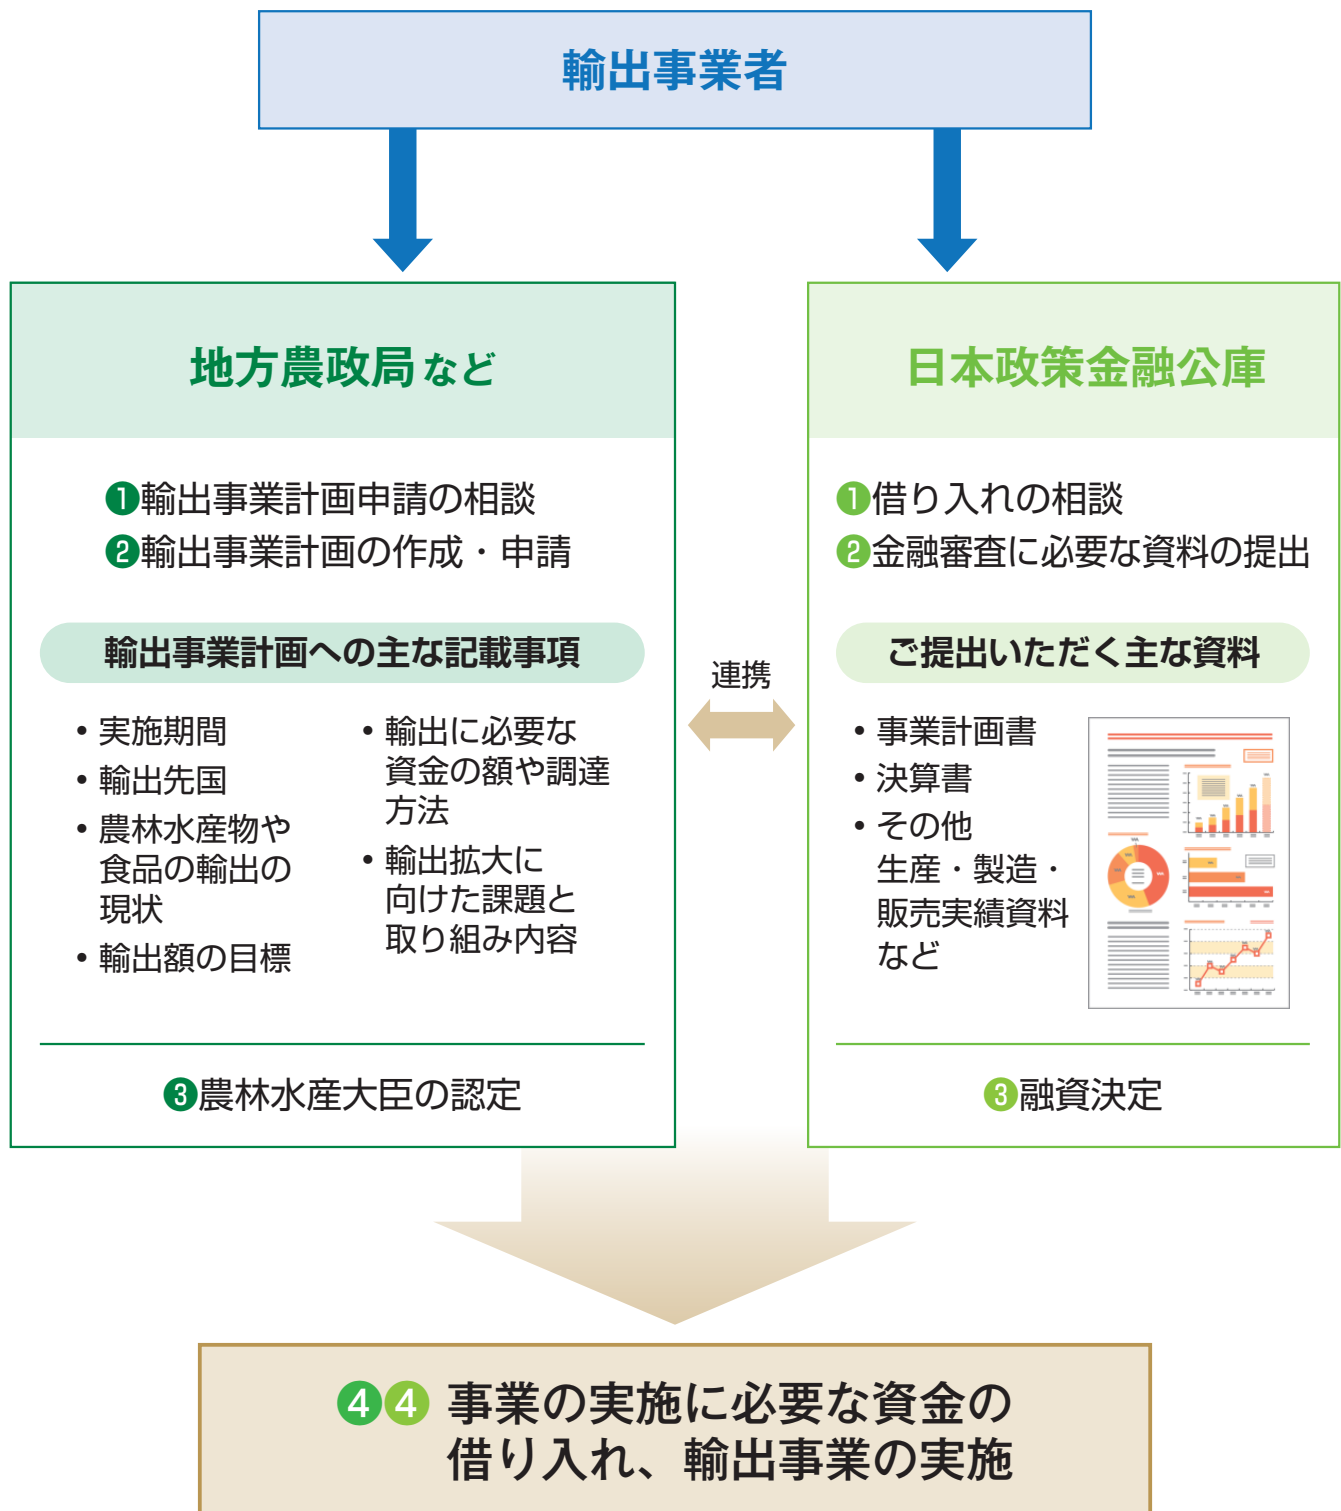 輸出事業者
地方農政局など
❶輸出事業計画申請の相談
❷輸出事業計画の作成・申請
輸出事業計画への主な記載事項
・実施期間
・輸出先国
・農林水産物や
食品の輸出の
現状
・輸出額の目標
・輸出に必要な
資金の額や調達
方法
・輸出拡大に
向けた課題と
取り組み内容
❸農林水産大臣の認定
連携
日本政策金融公庫
❶借り入れの相談
❷金融審査に必要な資料の提出
ご提出いただく主な資料
・事業計画書
・決算書
・その他
生産・製造・
販売実績資料
など
❸融資決定
❹❹ 事業の実施に必要な資金の
借り入れ、輸出事業の実施